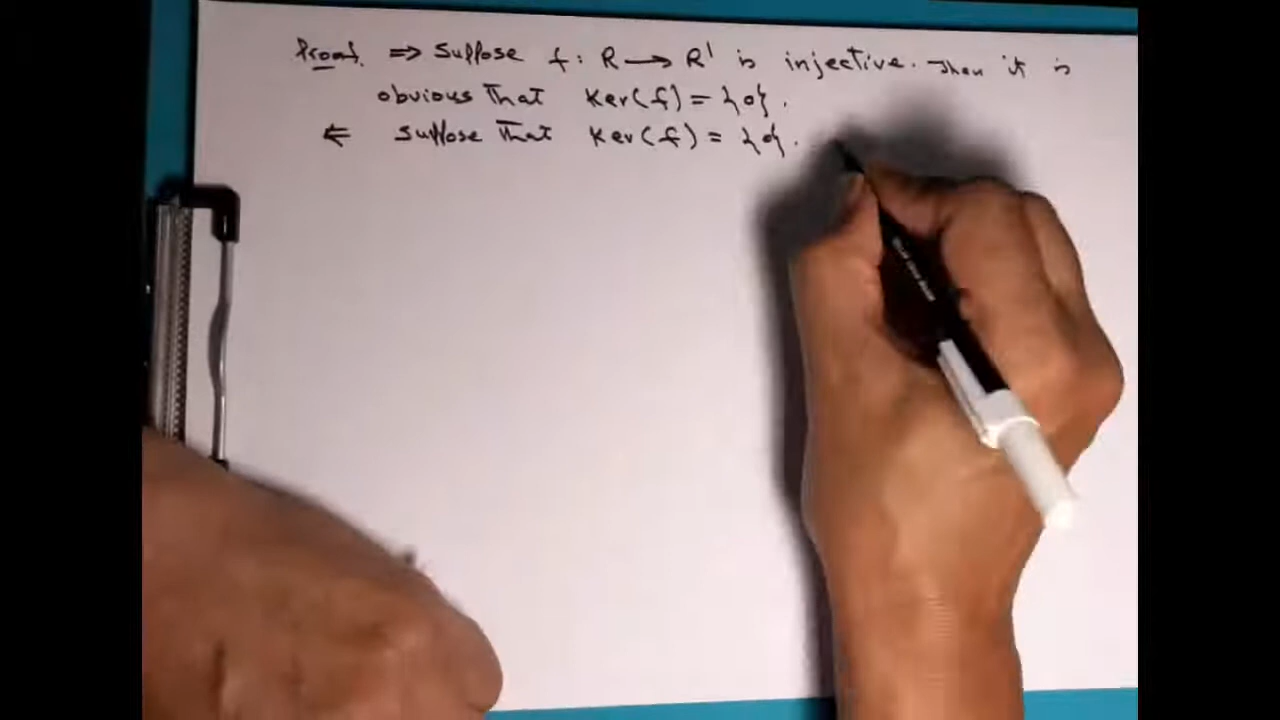 Proof. ⇒ Suppose f: R → R' is injective. Then it is
obvious that Ker(f) = {0}.
⇐ Suppose that Ker(f) = {0}.